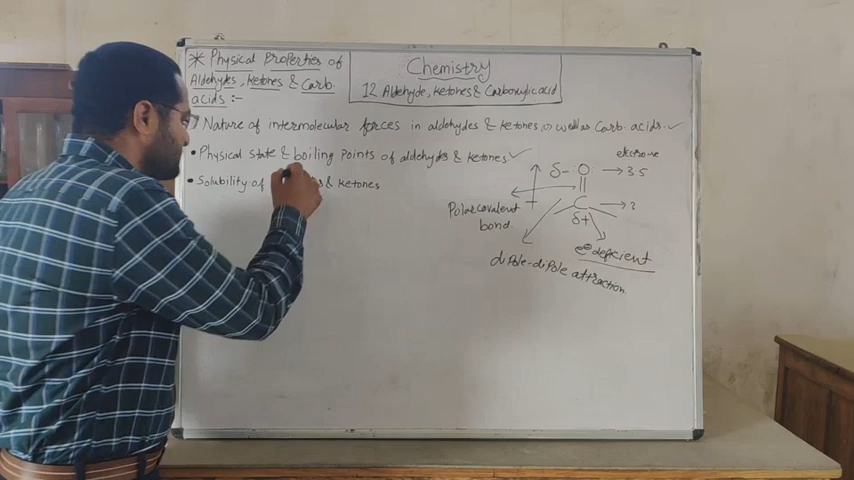 * Physical Properties of
Aldehydes, ketones & Carb.
acids :-
Chemistry
12 Aldehyde, ketones & Carboxylic acid
Nature of intermolecular forces in aldehydes & ketones as well as Carb. acids. ✓
• Physical state & boiling points of aldehydes & ketones ✓
• Solubility of & ketones
δ- O → 3.5
C →
δ+
Polar covalent
bond
e⊖ deficient
dipole-dipole attraction